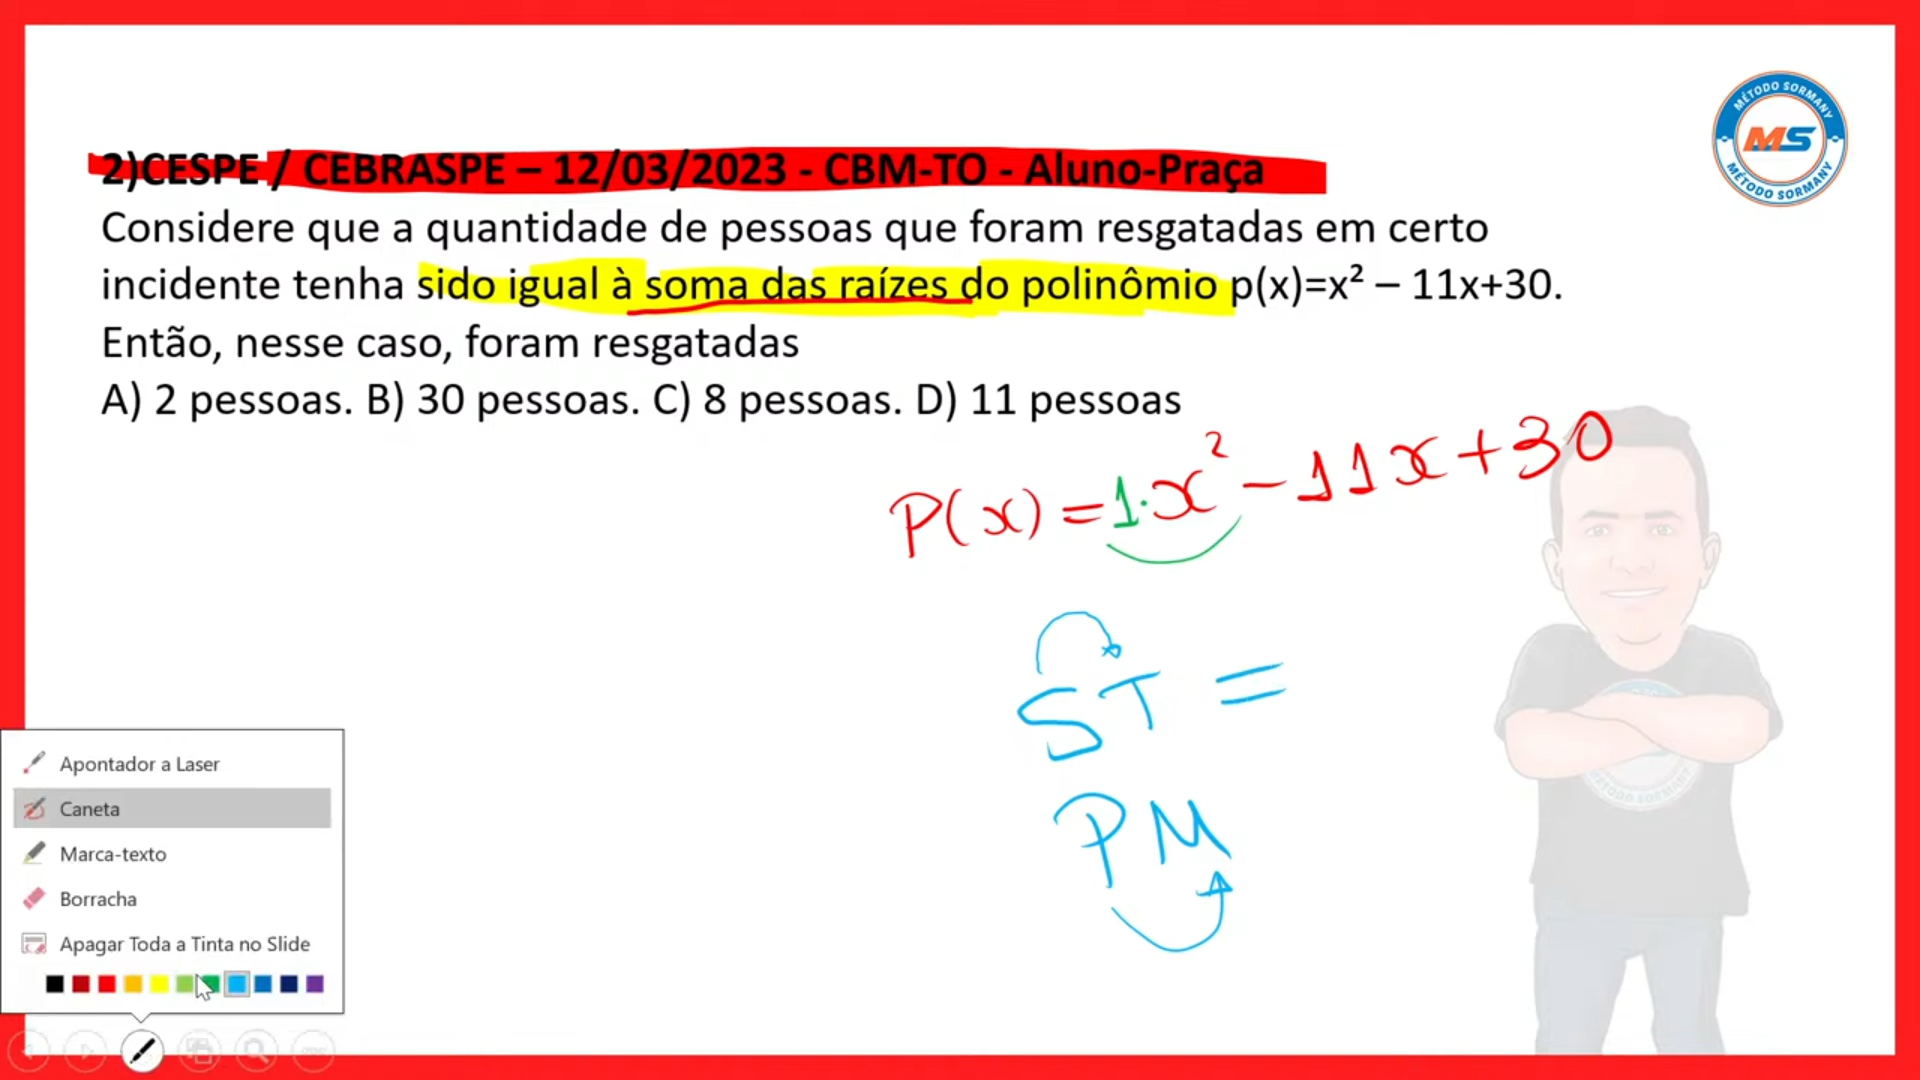 MÉTODO SORMANY
MS
MÉTODO SORMANY
2)CESPE / CEBRASPE – 12/03/2023 - CBM-TO - Aluno-Praça
Considere que a quantidade de pessoas que foram resgatadas em certo
incidente tenha sido igual à soma das raízes do polinômio p(x)=x² – 11x+30.
Então, nesse caso, foram resgatadas
A) 2 pessoas. B) 30 pessoas. C) 8 pessoas. D) 11 pessoas
P(x) = 1·x² - 11x + 30
ST =
PM
Apontador a Laser
Caneta
Marca-texto
Borracha
Apagar Toda a Tinta no Slide